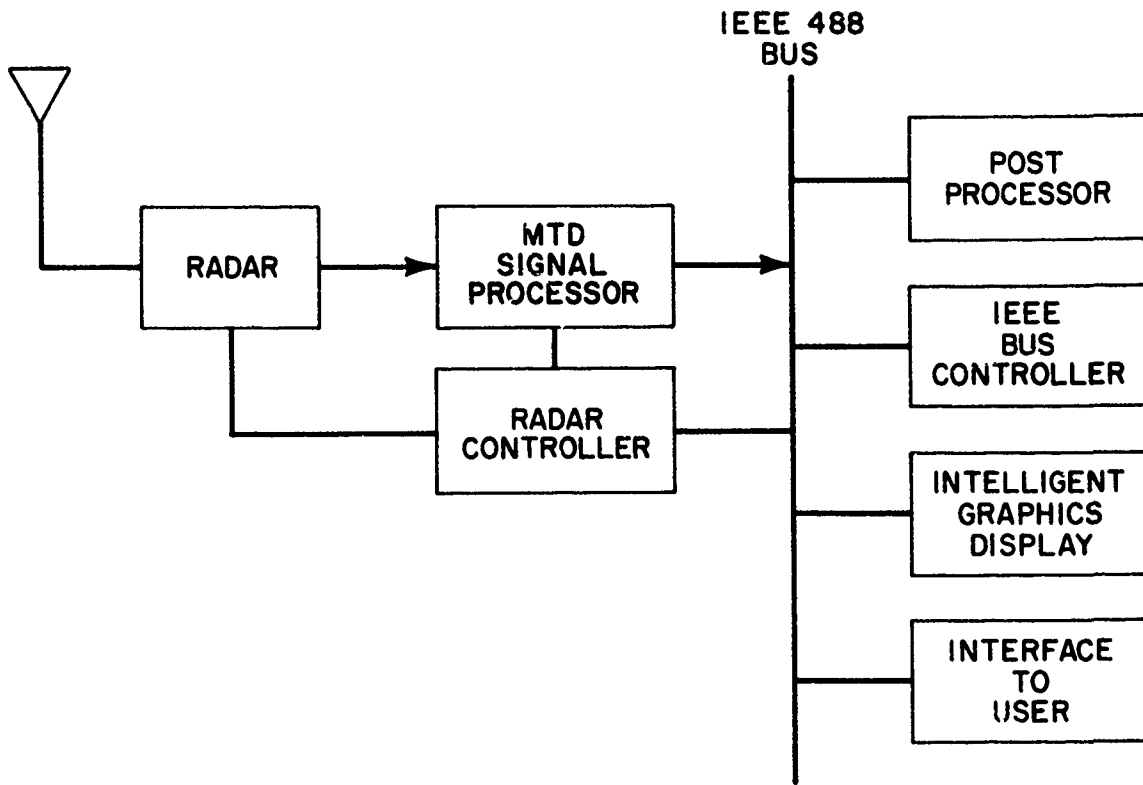 IEEE 488
BUS
RADAR
MTD
SIGNAL
PROCESSOR
RADAR
CONTROLLER
POST
PROCESSOR
IEEE
BUS
CONTROLLER
INTELLIGENT
GRAPHICS
DISPLAY
INTERFACE
TO
USER